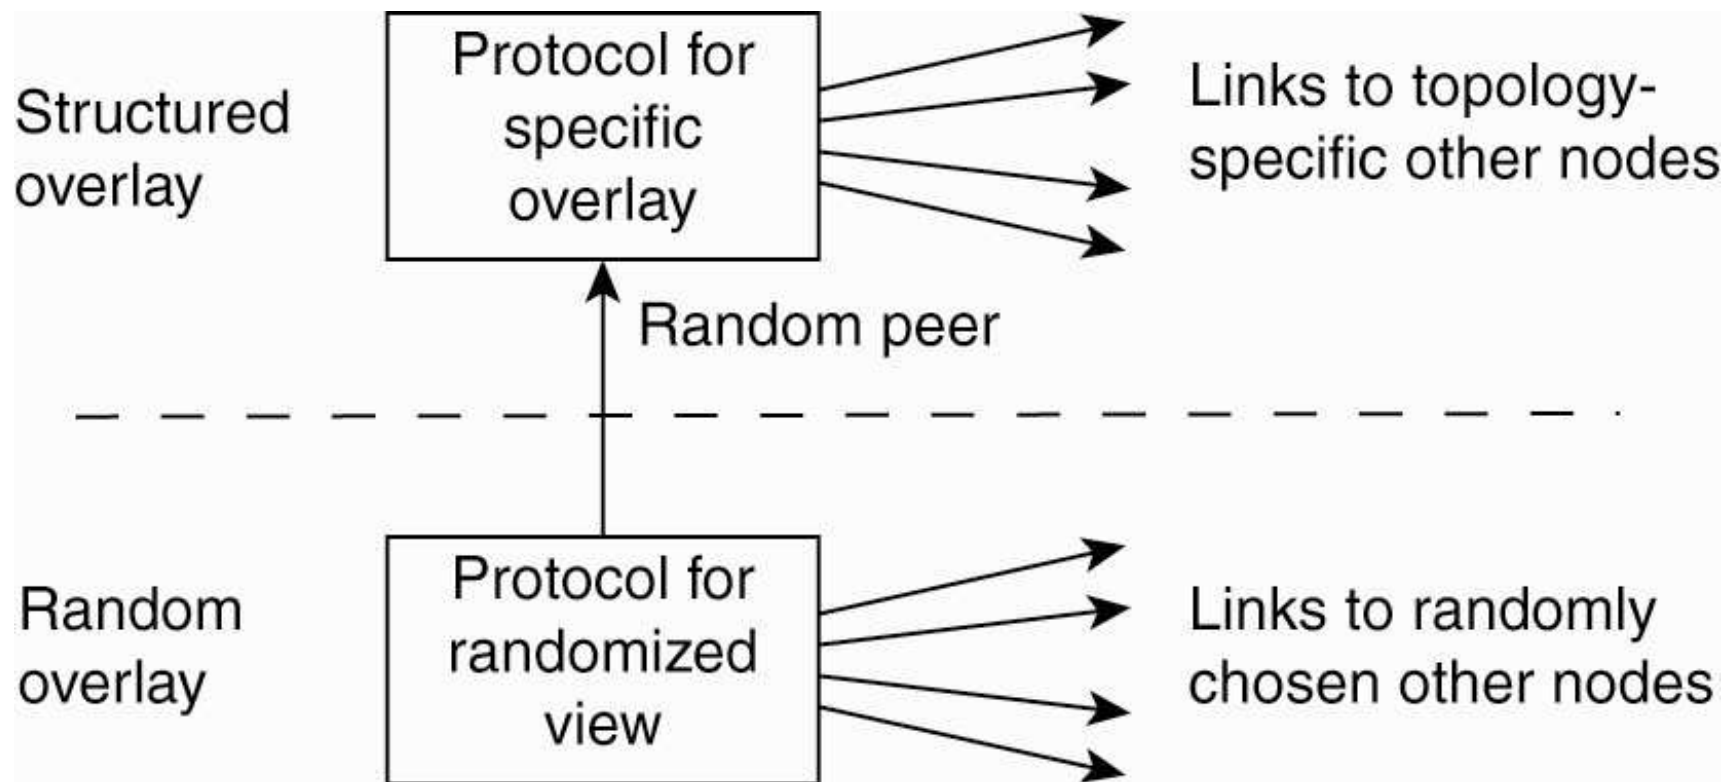 Structured
overlay
Protocol for
specific
overlay
Links to topology-
specific other nodes
Random peer
Random
overlay
Protocol for
randomized
view
Links to randomly
chosen other nodes